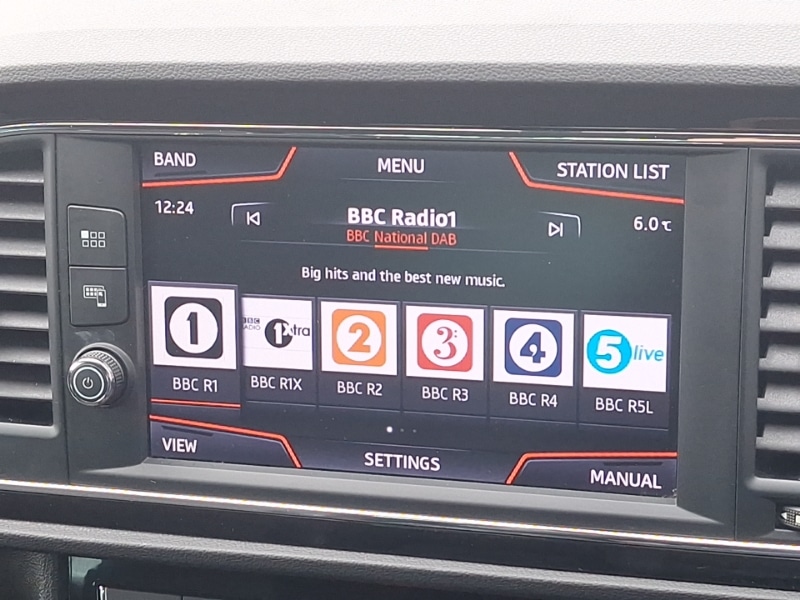 BAND
MENU
STATION LIST
12:24
BBC Radio1
6.0°C
BBC National DAB
Big hits and the best new music.
1
BBC RADIO 1Xtra
2
3
4
5 live
BBC R1
BBC R1X
BBC R2
BBC R3
BBC R4
BBC R5L
VIEW
SETTINGS
MANUAL